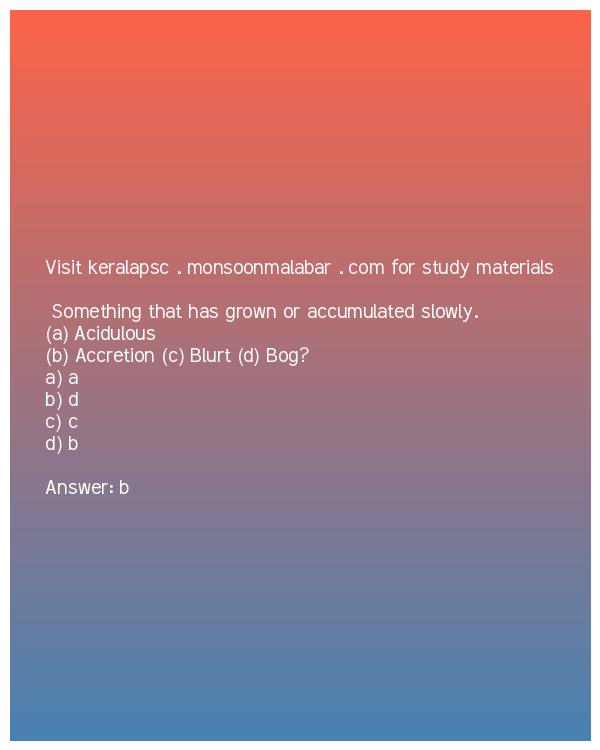 Visit keralapsc . monsoonmalabar . com for study materials
Something that has grown or accumulated slowly.
(a) Acidulous
(b) Accretion (c) Blurt (d) Bog?
a) a
b) d
c) c
d) b
Answer: b